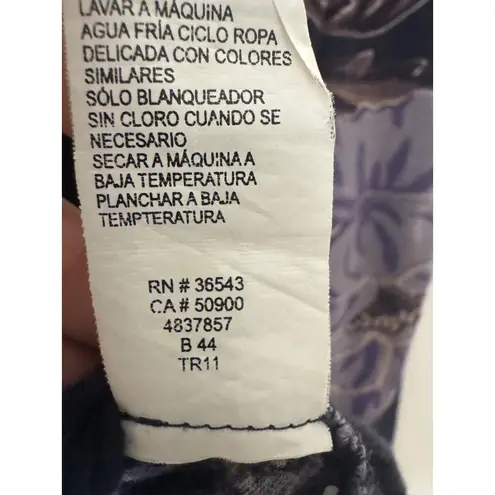 LAVAR A MÁQUINA
AGUA FRÍA CICLO ROPA
DELICADA CON COLORES
SIMILARES
SÓLO BLANQUEADOR
SIN CLORO CUANDO SE
NECESARIO
SECAR A MÁQUINA A
BAJA TEMPERATURA
PLANCHAR A BAJA
TEMPTERATURA
RN # 36543
CA # 50900
4837857
B 44
TR11